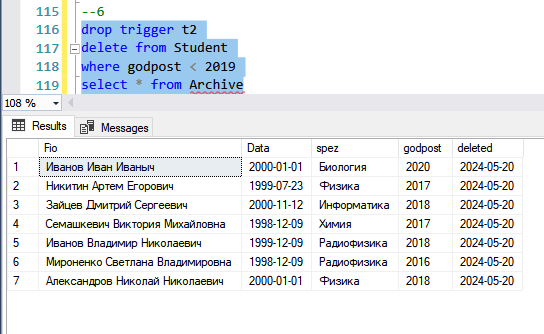 115 --6
116 drop trigger t2
117 delete from Student
118 where godpost < 2019
119 select * from Archive
108 %
Results Messages
Fio Data spez godpost deleted
1 Иванов Иван Иваныч 2000-01-01 Биология 2020 2024-05-20
2 Никитин Артем Егорович 1999-07-23 Физика 2017 2024-05-20
3 Зайцев Дмитрий Сергеевич 2000-11-12 Информатика 2018 2024-05-20
4 Семашкевич Виктория Михайловна 1998-12-09 Химия 2017 2024-05-20
5 Иванов Владимир Николаевич 1999-12-09 Радиофизика 2018 2024-05-20
6 Мироненко Светлана Владимировна 1998-12-09 Радиофизика 2016 2024-05-20
7 Александров Николай Николаевич 2000-01-01 Физика 2018 2024-05-20